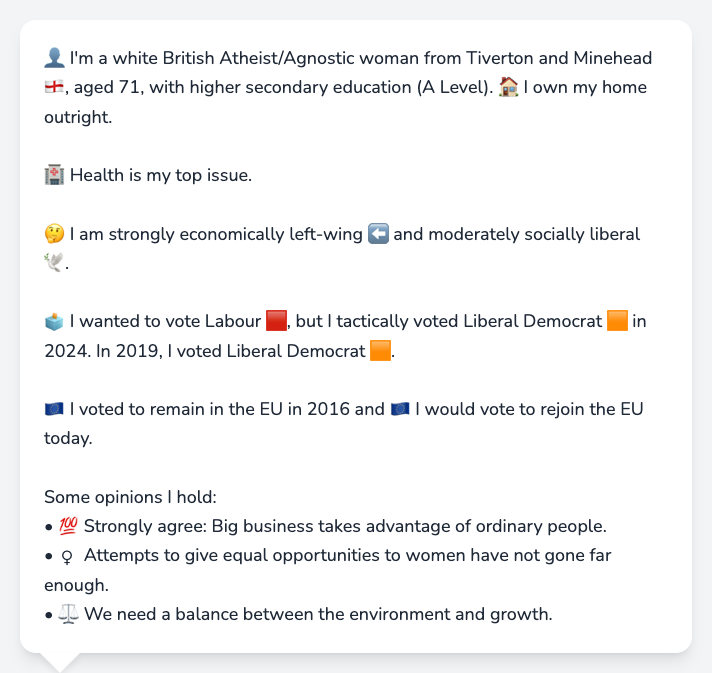 👤 I'm a white British Atheist/Agnostic woman from Tiverton and Minehead
🏴󠁧󠁢󠁥󠁮󠁧󠁿, aged 71, with higher secondary education (A Level). 🏠 I own my home
outright.
🏥 Health is my top issue.
🤔 I am strongly economically left-wing ⬅️ and moderately socially liberal
🕊️.
🗳️ I wanted to vote Labour 🟥, but I tactically voted Liberal Democrat 🟧 in
2024. In 2019, I voted Liberal Democrat 🟧.
🇪🇺 I voted to remain in the EU in 2016 and 🇪🇺 I would vote to rejoin the EU
today.
Some opinions I hold:
• 💯 Strongly agree: Big business takes advantage of ordinary people.
• ♀ Attempts to give equal opportunities to women have not gone far
enough.
• ⚖️ We need a balance between the environment and growth.